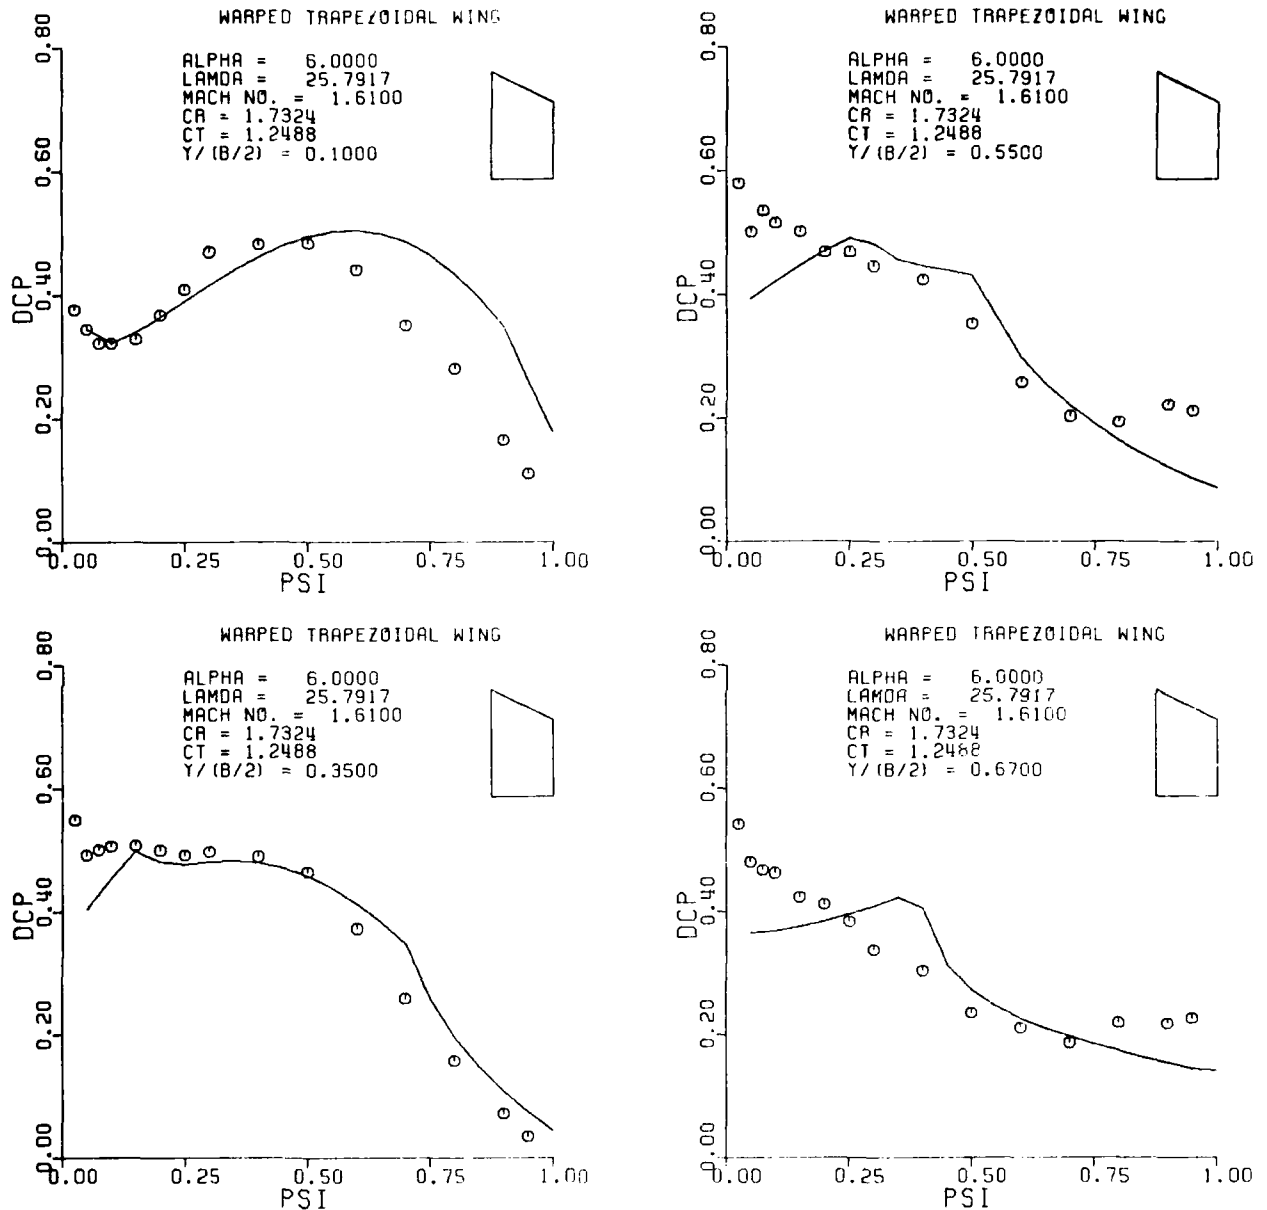 WARPED TRAPEZOIDAL WING
ALPHA = 6.0000
LAMDA = 25.7917
MACH NO. = 1.6100
CR = 1.7324
CT = 1.2488
Y/(B/2) = 0.1000
0.80
0.60
0.40
0.20
0.00
DCP
0.00 0.25 0.50 0.75 1.00
PSI
WARPED TRAPEZOIDAL WING
ALPHA = 6.0000
LAMDA = 25.7917
MACH NO. = 1.6100
CR = 1.7324
CT = 1.2488
Y/(B/2) = 0.5500
0.80
0.60
0.40
0.20
0.00
DCP
0.00 0.25 0.50 0.75 1.00
PSI
WARPED TRAPEZOIDAL WING
ALPHA = 6.0000
LAMDA = 25.7917
MACH NO. = 1.6100
CR = 1.7324
CT = 1.2488
Y/(B/2) = 0.3500
0.80
0.60
0.40
0.20
0.00
DCP
0.00 0.25 0.50 0.75 1.00
PSI
WARPED TRAPEZOIDAL WING
ALPHA = 6.0000
LAMDA = 25.7917
MACH NO. = 1.6100
CR = 1.7324
CT = 1.2488
Y/(B/2) = 0.6700
0.80
0.60
0.40
0.20
0.00
DCP
0.00 0.25 0.50 0.75 1.00
PSI